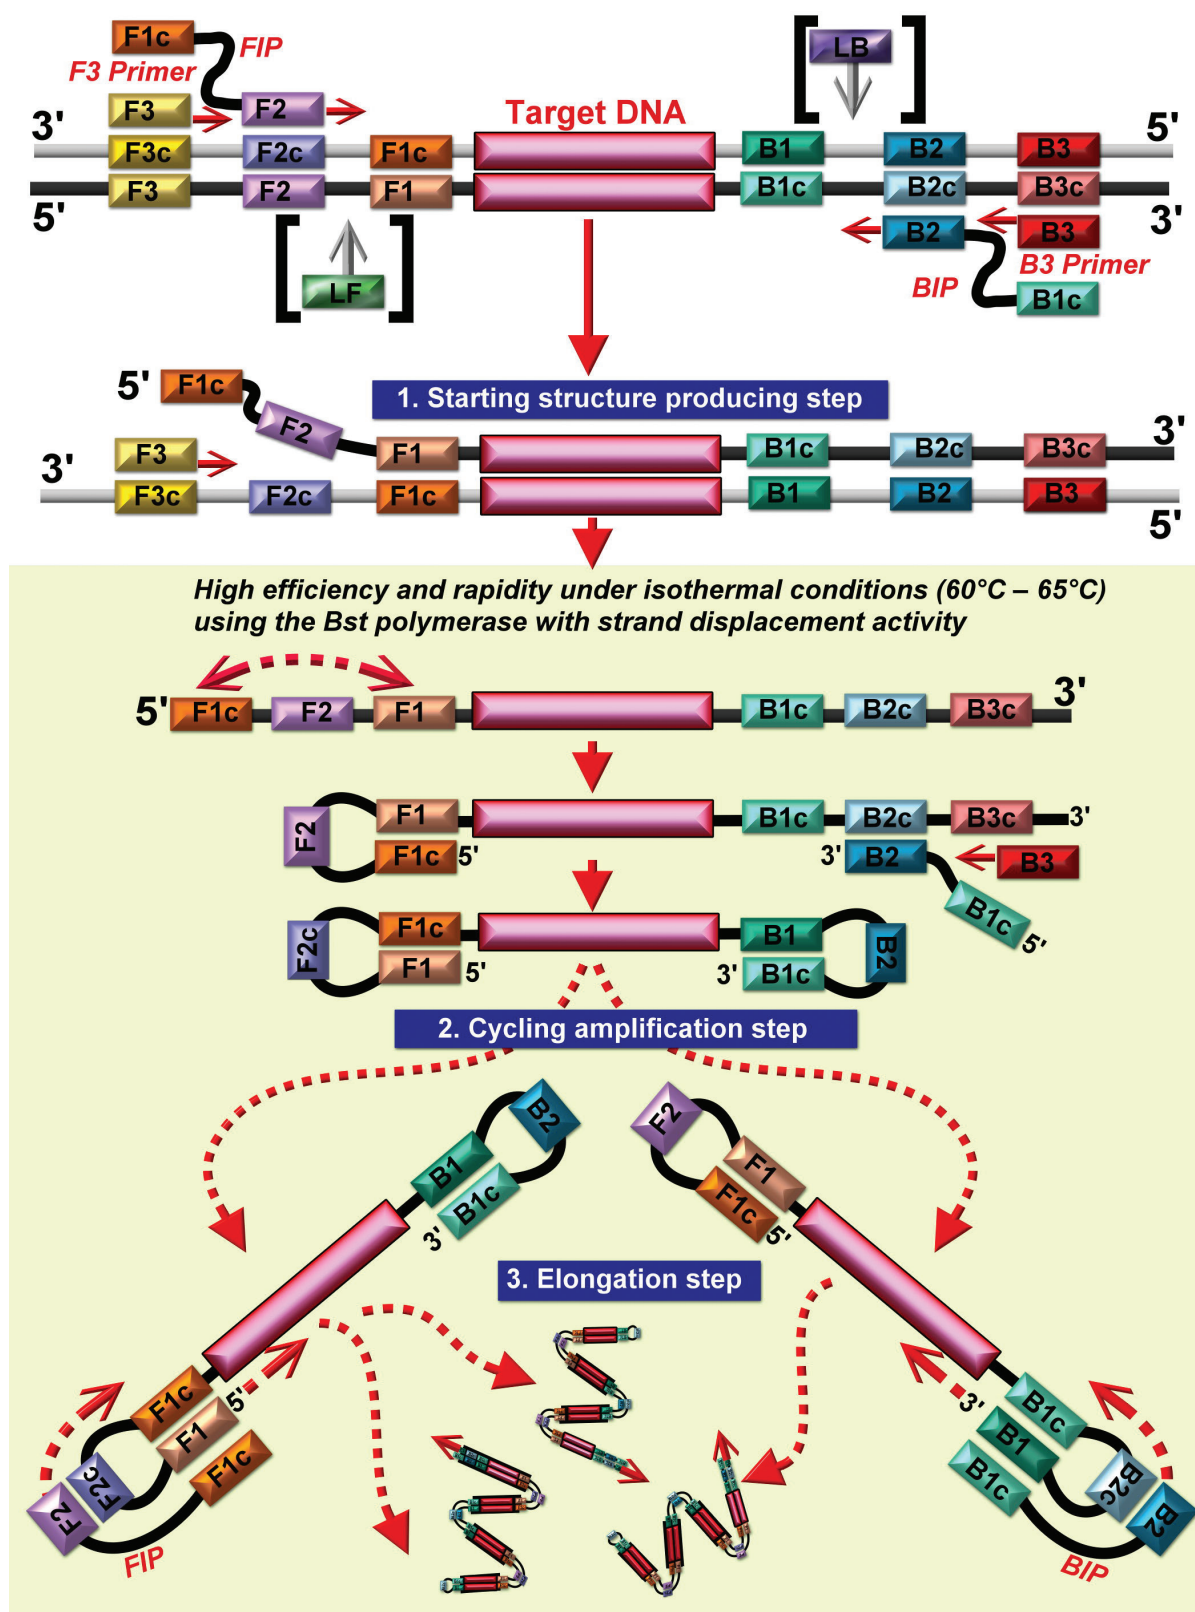 F1c
FIP
F3 Primer
F3
F2
LB
Target DNA
3'
5'
F3c
F2c
F1c
B1
B2
B3
F3
F2
F1
B1c
B2c
B3c
5'
3'
LF
B2
B3
BIP
B3 Primer
B1c
5'
F1c
1. Starting structure producing step
F2
F3
F1
B1c
B2c
B3c
3'
3'
F3c
F2c
F1c
B1
B2
B3
5'
High efficiency and rapidity under isothermal conditions (60°C – 65°C)
using the Bst polymerase with strand displacement activity
5'
F1c
F2
F1
B1c
B2c
B3c
3'
F2
F1
B1c
B2c
B3c
3'
F1c
5'
3'
B2
B3
B1c
5'
F2c
F1c
B1
B2
F1
5'
3'
B1c
2. Cycling amplification step
B2
F2
B1
B1c
3'
F1
F1c
5'
3. Elongation step
F1c
5'
F1
F1c
F2c
F2
FIP
3'
B1c
B1
B1c
B2c
B2
BIP